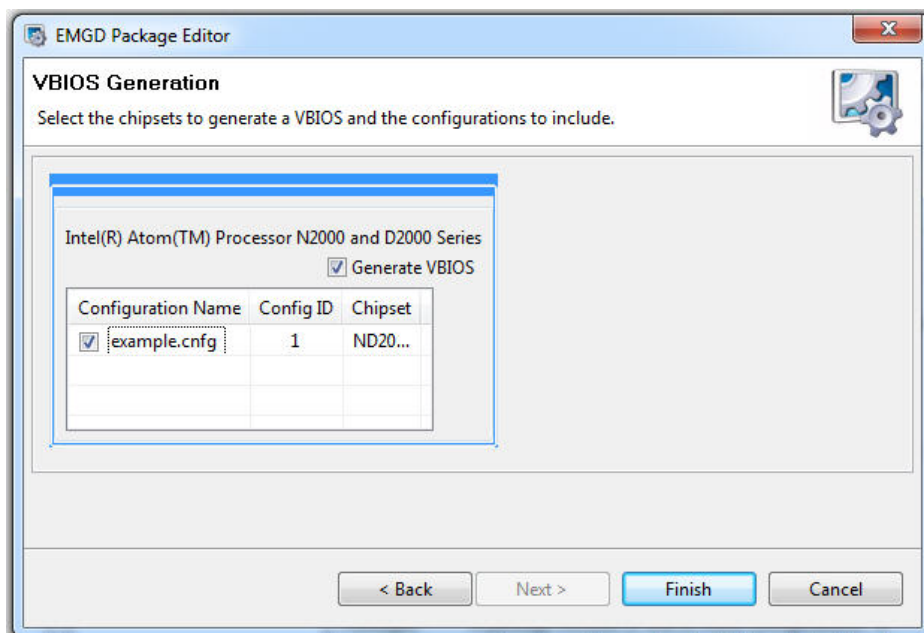 EMGD Package Editor
VBIOS Generation
Select the chipsets to generate a VBIOS and the configurations to include.
Intel(R) Atom(TM) Processor N2000 and D2000 Series
Generate VBIOS
Configuration Name Config ID Chipset
example.cnfg 1 ND20...
< Back Next > Finish Cancel